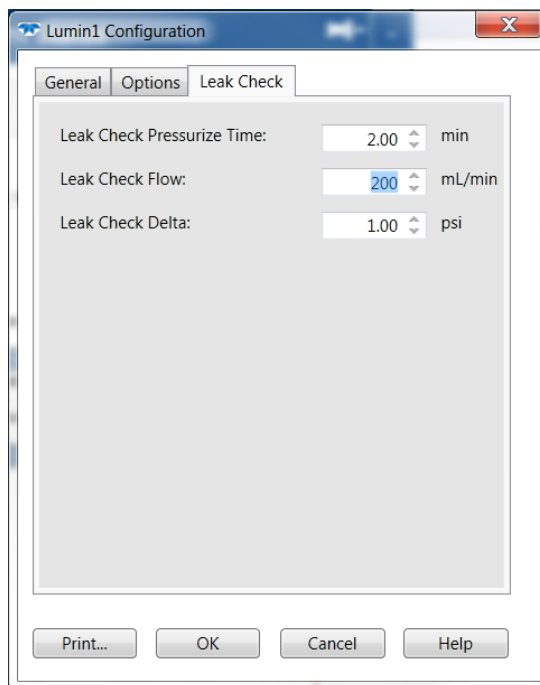 Lumin1 Configuration
General Options Leak Check
Leak Check Pressurize Time: 2.00 min
Leak Check Flow: 200 mL/min
Leak Check Delta: 1.00 psi
Print... OK Cancel Help